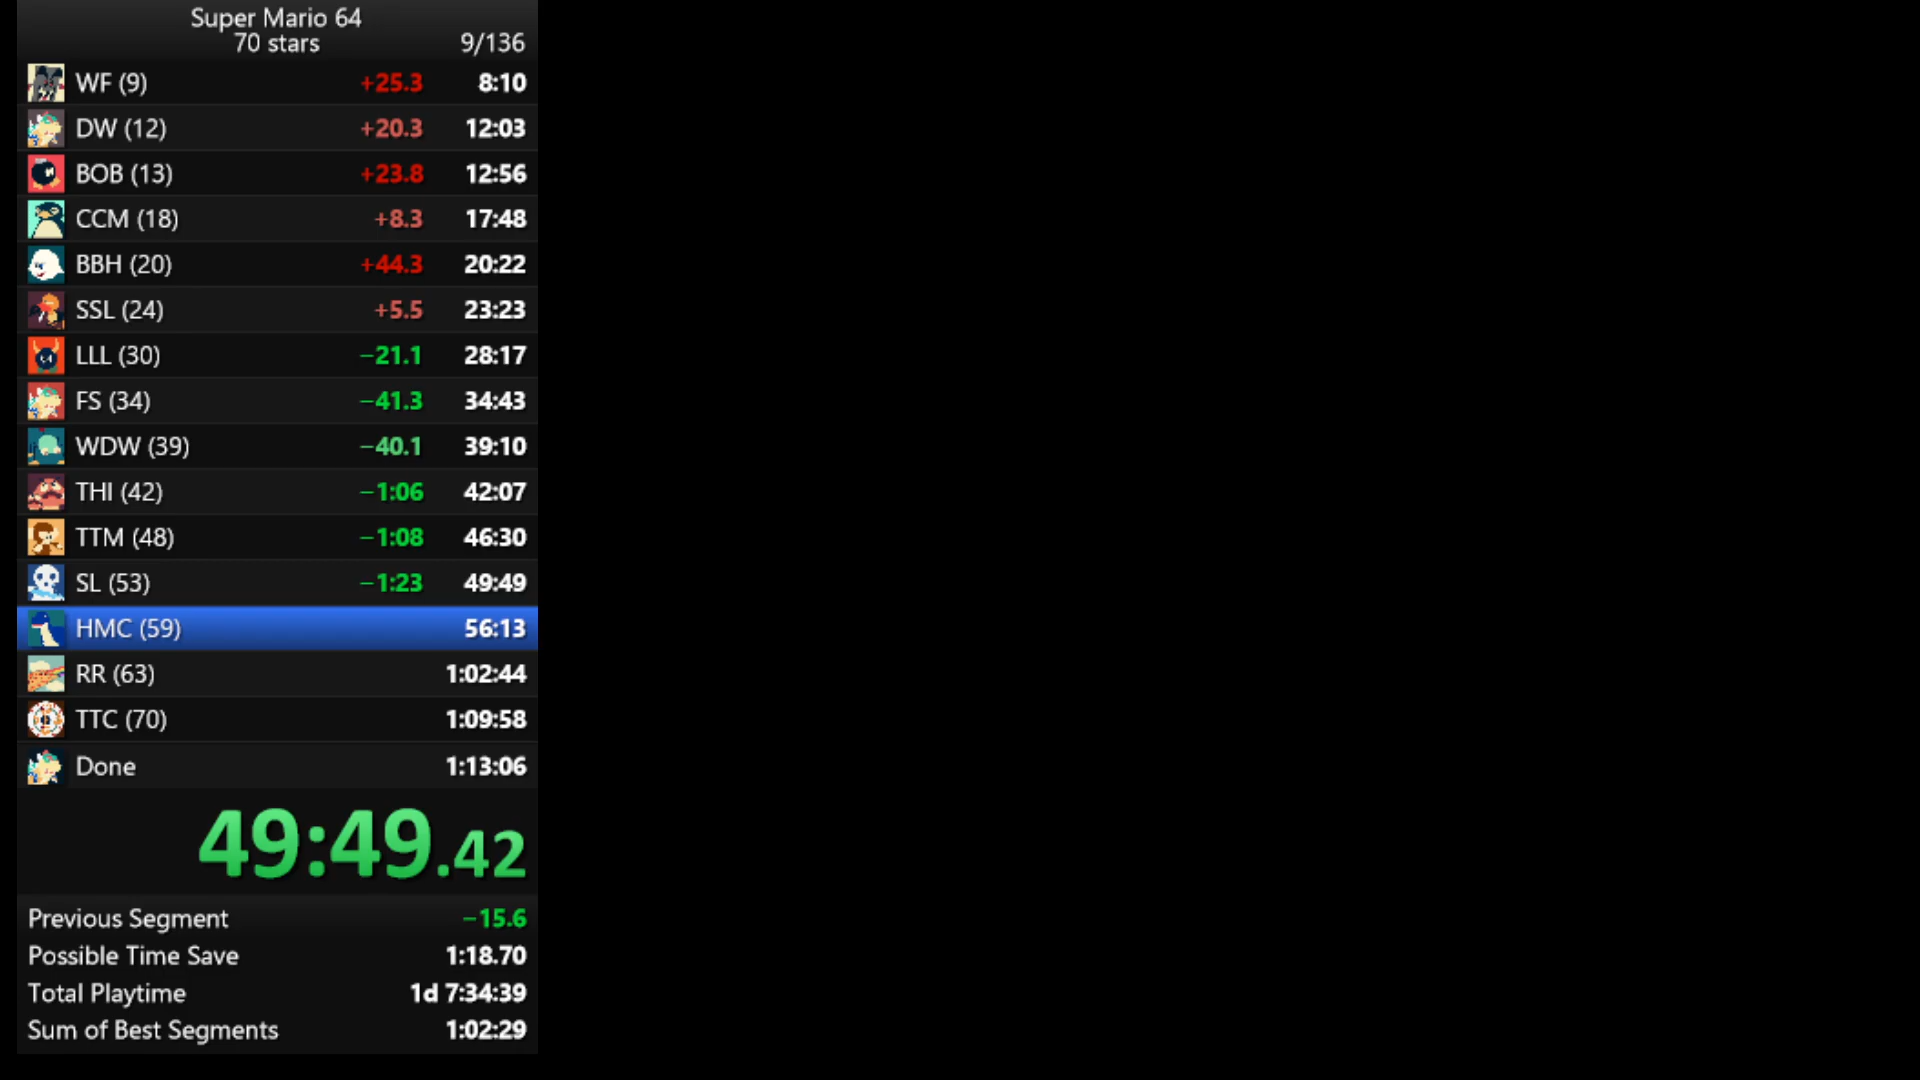 Super Mario 64
70 stars 9/136
WF (9) +25.3 8:10
DW (12) +20.3 12:03
BOB (13) +23.8 12:56
CCM (18) +8.3 17:48
BBH (20) +44.3 20:22
SSL (24) +5.5 23:23
LLL (30) −21.1 28:17
FS (34) −41.3 34:43
WDW (39) −40.1 39:10
THI (42) −1:06 42:07
TTM (48) −1:08 46:30
SL (53) −1:23 49:49
HMC (59) 56:13
RR (63) 1:02:44
TTC (70) 1:09:58
Done 1:13:06
49:49.42
Previous Segment −15.6
Possible Time Save 1:18.70
Total Playtime 1d 7:34:39
Sum of Best Segments 1:02:29